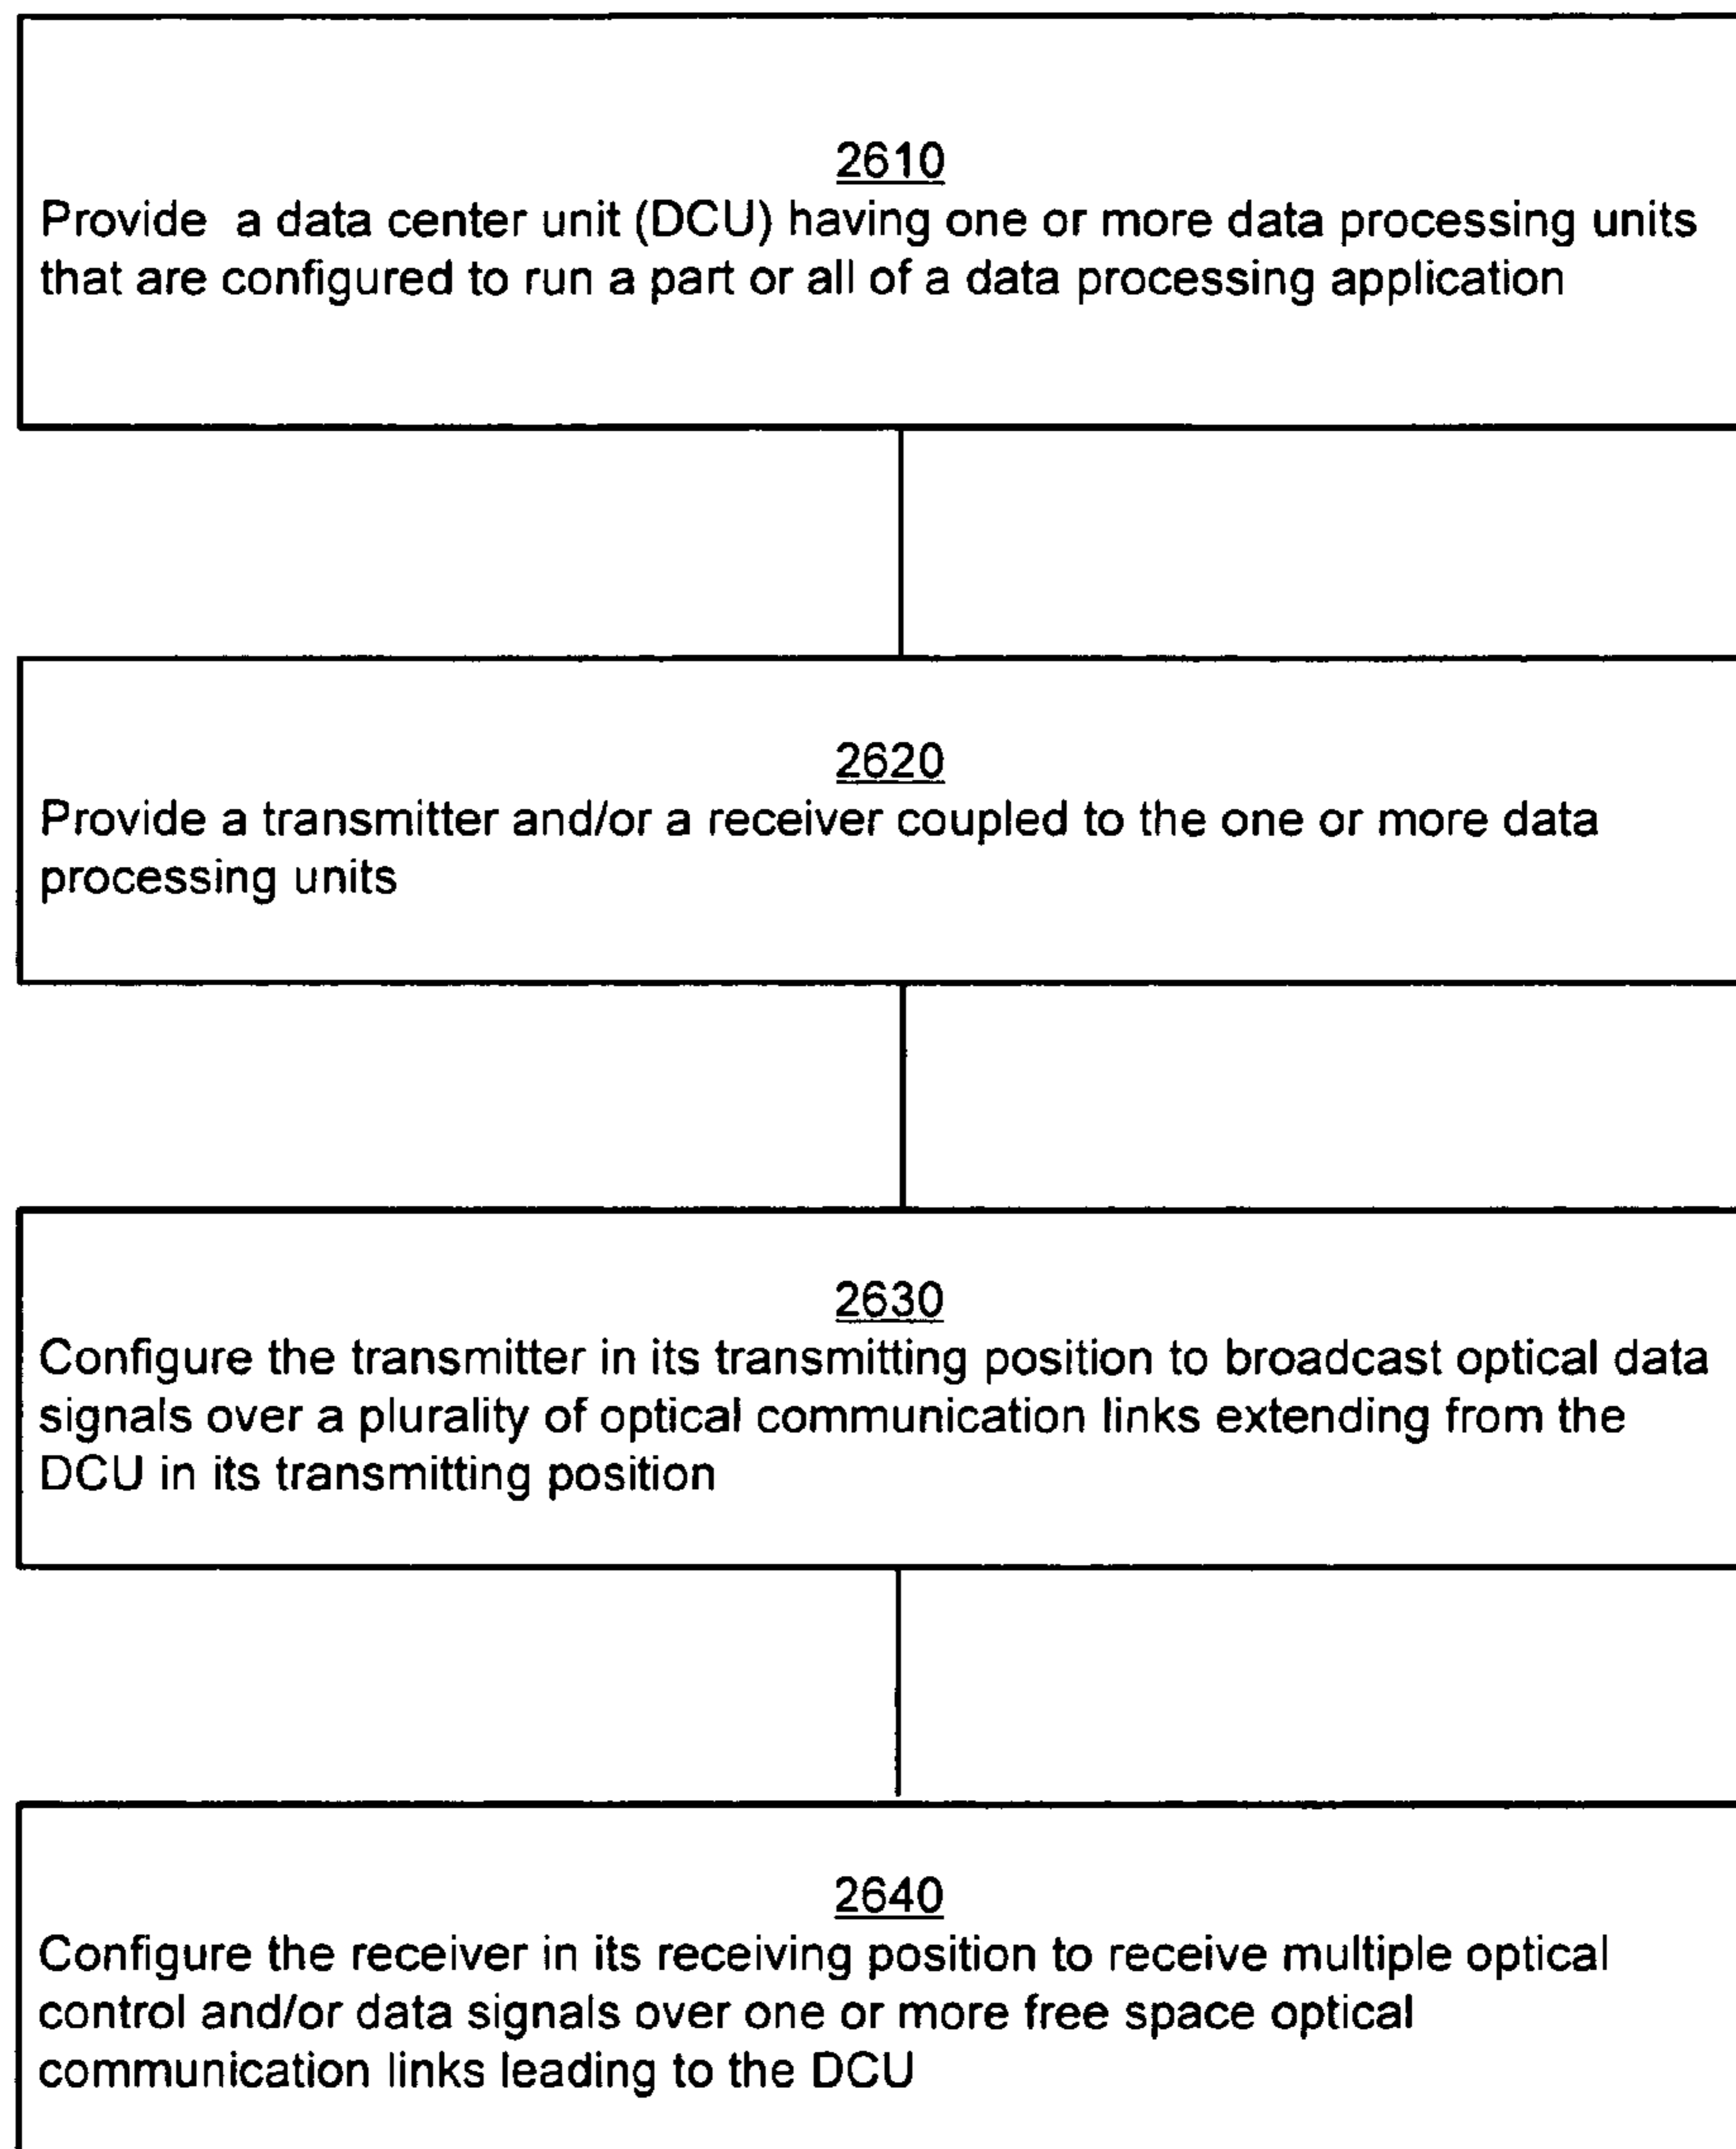 2610
Provide a data center unit (DCU) having one or more data processing units
that are configured to run a part or all of a data processing application
2620
Provide a transmitter and/or a receiver coupled to the one or more data
processing units
2630
Configure the transmitter in its transmitting position to broadcast optical data
signals over a plurality of optical communication links extending from the
DCU in its transmitting position
2640
Configure the receiver in its receiving position to receive multiple optical
control and/or data signals over one or more free space optical
communication links leading to the DCU